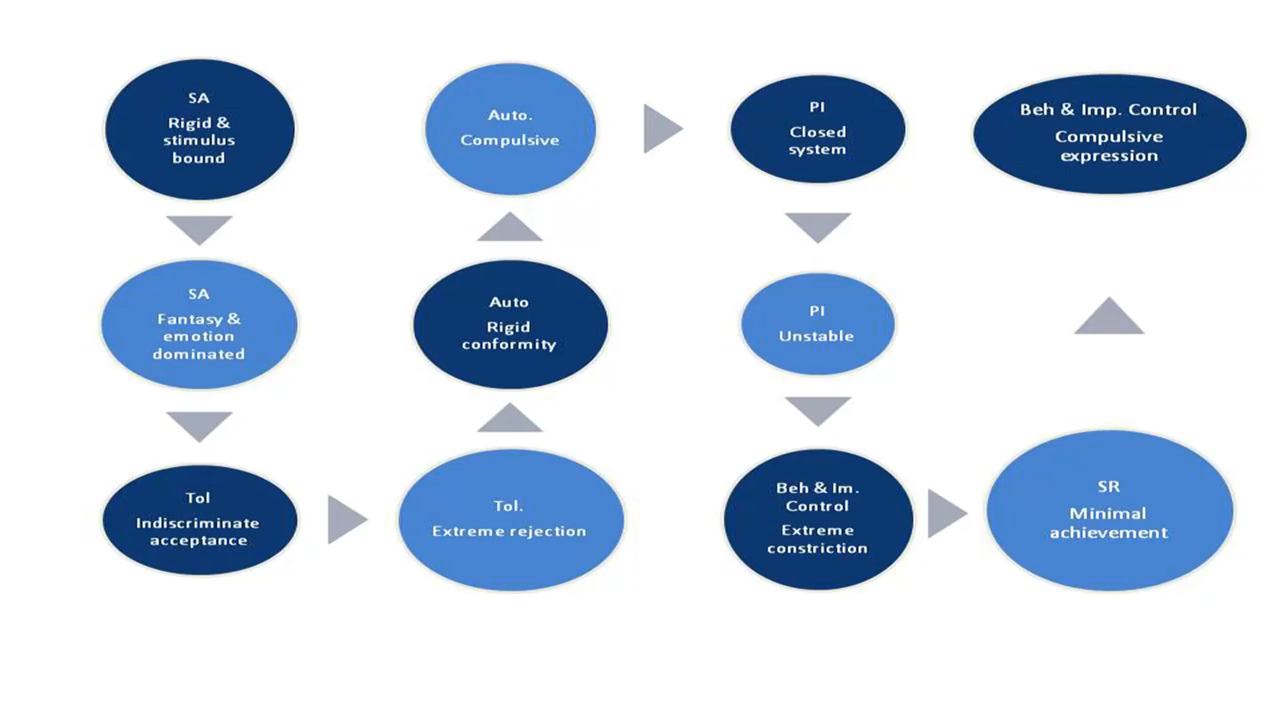 SA
Rigid &
stimulus
bound
SA
Fantasy &
emotion
dominated
Tol
Indiscriminate
acceptance
Tol.
Extreme rejection
Auto
Rigid
conformity
Auto.
Compulsive
PI
Closed
system
PI
Unstable
Beh & Im.
Control
Extreme
constriction
SR
Minimal
achievement
Beh & Imp. Control
Compulsive
expression